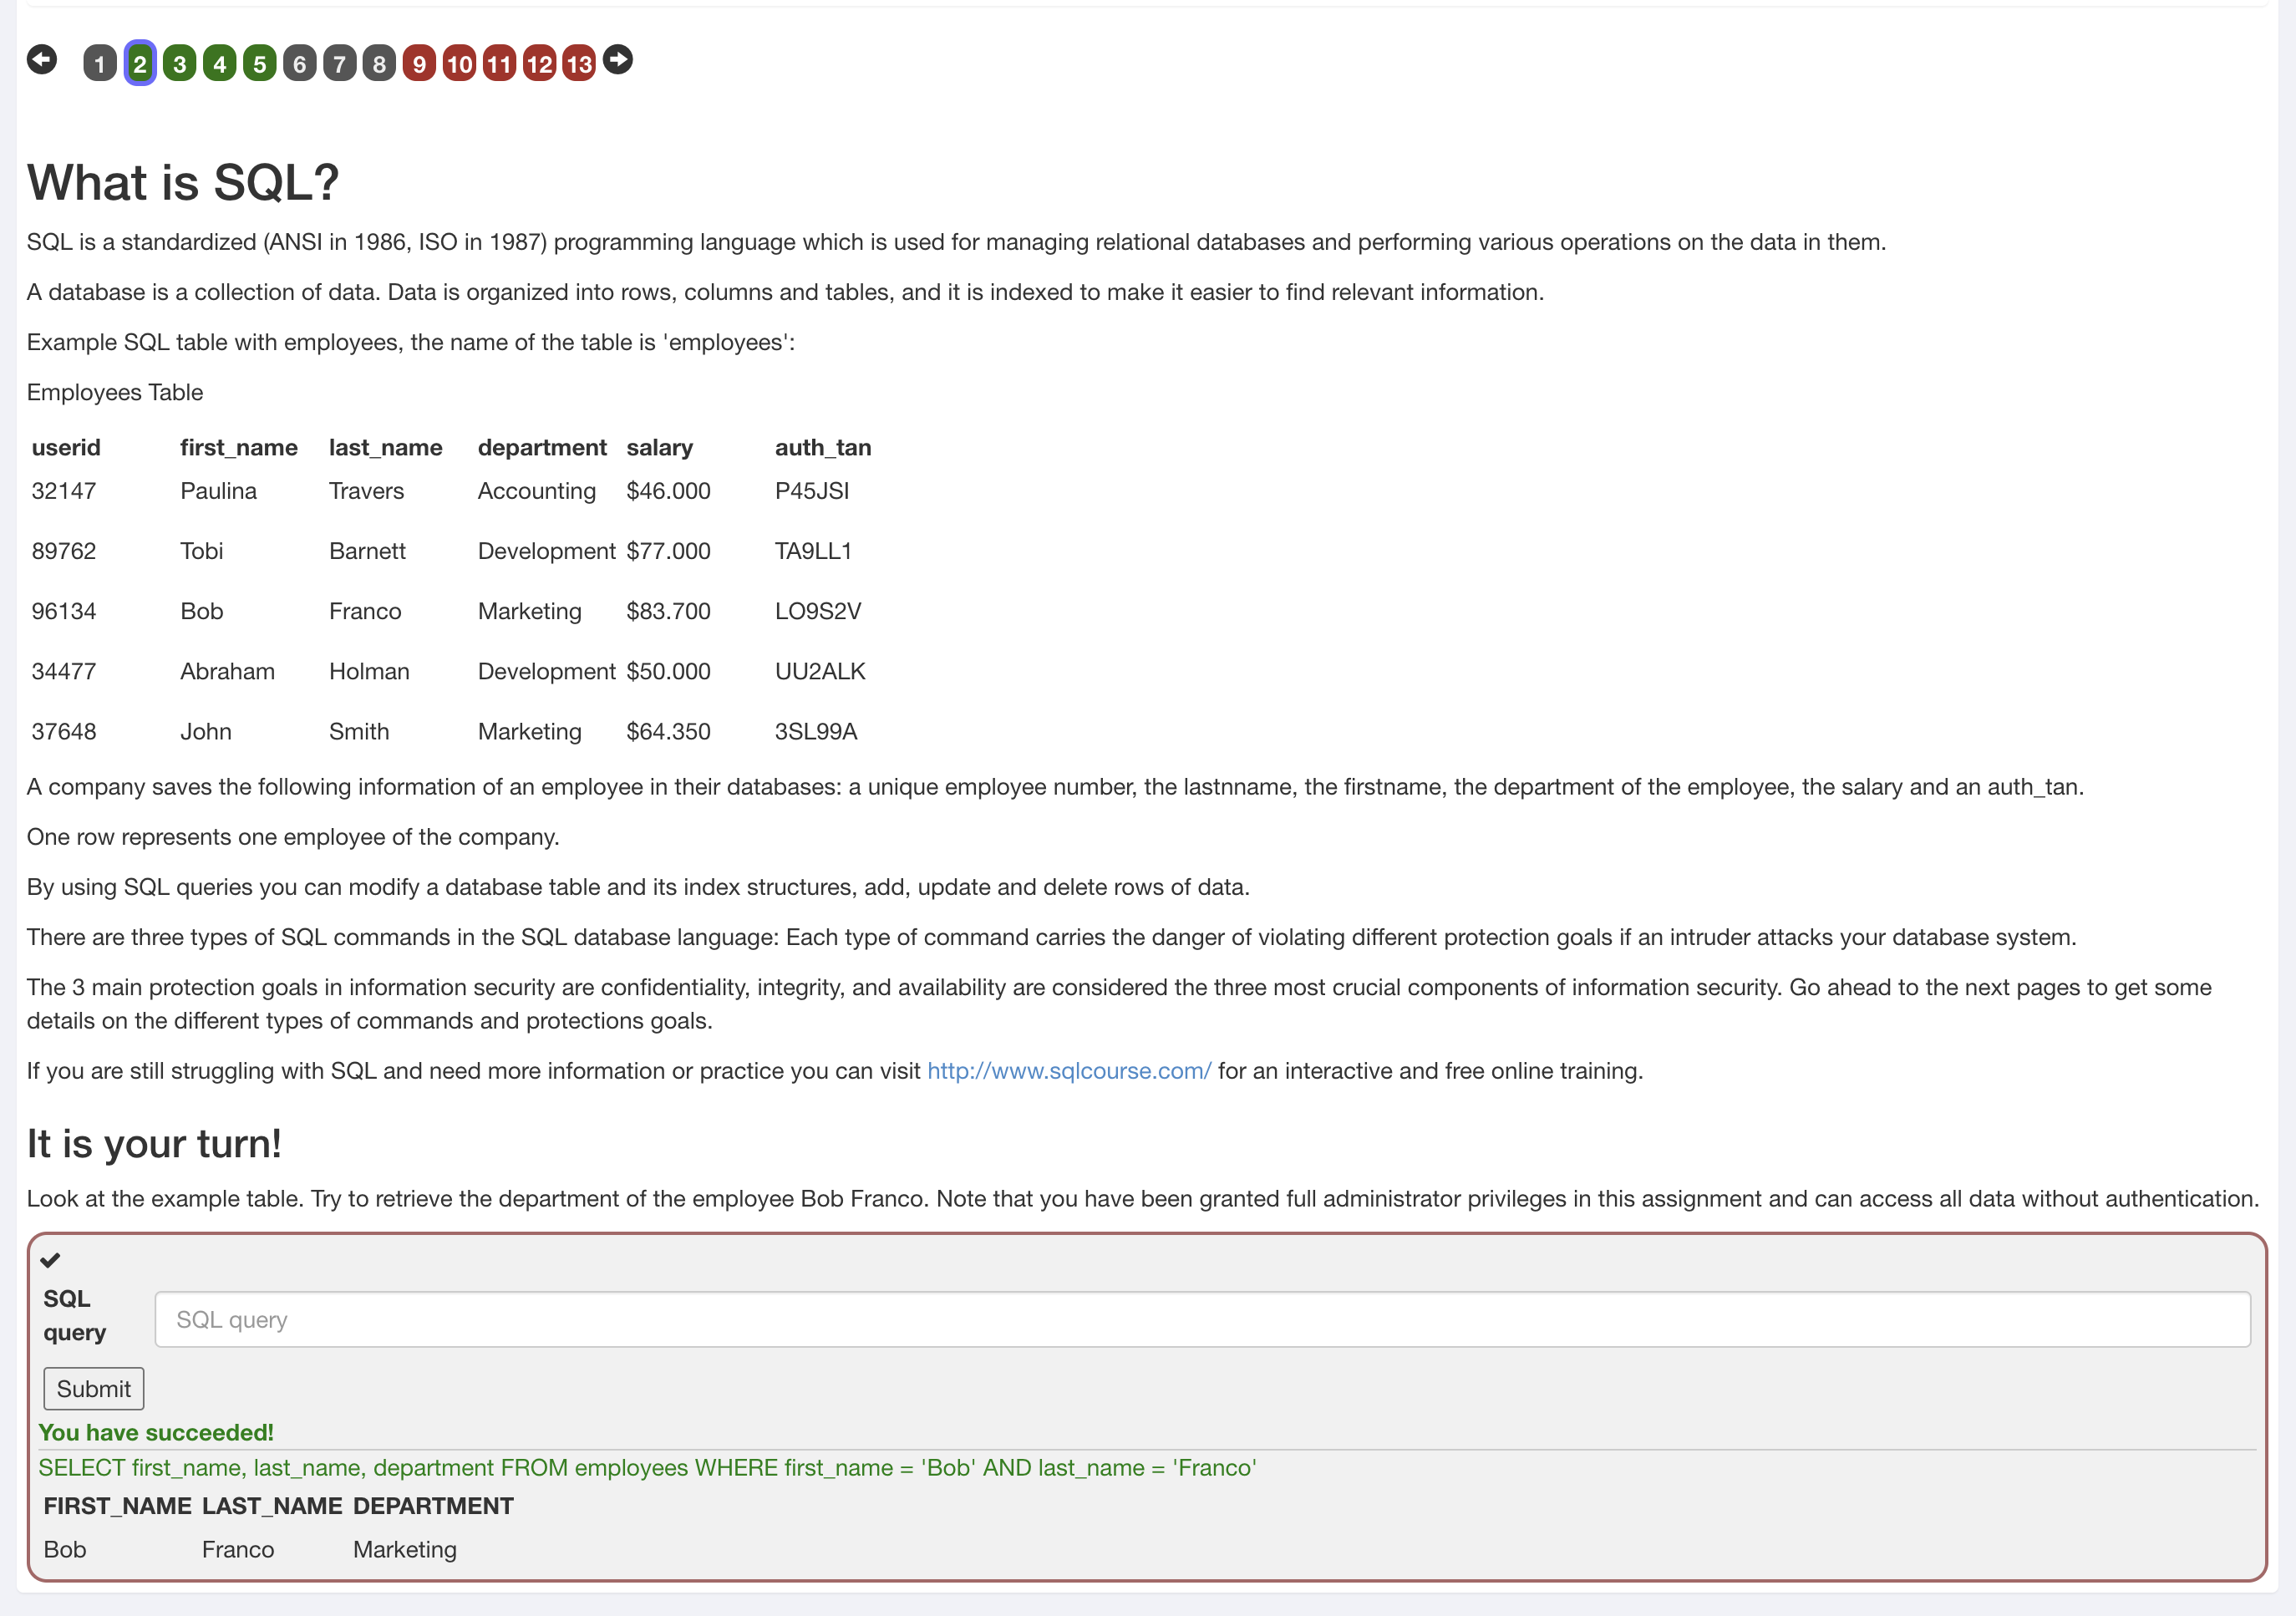 1 2 3 4 5 6 7 8 9 10 11 12 13
What is SQL?
SQL is a standardized (ANSI in 1986, ISO in 1987) programming language which is used for managing relational databases and performing various operations on the data in them.
A database is a collection of data. Data is organized into rows, columns and tables, and it is indexed to make it easier to find relevant information.
Example SQL table with employees, the name of the table is 'employees':
Employees Table
userid first_name last_name department salary auth_tan
32147 Paulina Travers Accounting $46.000 P45JSI
89762 Tobi Barnett Development $77.000 TA9LL1
96134 Bob Franco Marketing $83.700 LO9S2V
34477 Abraham Holman Development $50.000 UU2ALK
37648 John Smith Marketing $64.350 3SL99A
A company saves the following information of an employee in their databases: a unique employee number, the lastnname, the firstname, the department of the employee, the salary and an auth_tan.
One row represents one employee of the company.
By using SQL queries you can modify a database table and its index structures, add, update and delete rows of data.
There are three types of SQL commands in the SQL database language: Each type of command carries the danger of violating different protection goals if an intruder attacks your database system.
The 3 main protection goals in information security are confidentiality, integrity, and availability are considered the three most crucial components of information security. Go ahead to the next pages to get some
details on the different types of commands and protections goals.
If you are still struggling with SQL and need more information or practice you can visit http://www.sqlcourse.com/ for an interactive and free online training.
It is your turn!
Look at the example table. Try to retrieve the department of the employee Bob Franco. Note that you have been granted full administrator privileges in this assignment and can access all data without authentication.
SQL
query
SQL query
Submit
You have succeeded!
SELECT first_name, last_name, department FROM employees WHERE first_name = 'Bob' AND last_name = 'Franco'
FIRST_NAME LAST_NAME DEPARTMENT
Bob Franco Marketing